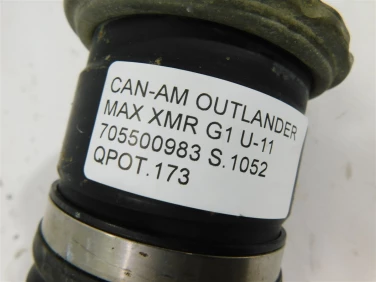 CAN-AM OUTLANDER
MAX XMR G1 U-11
705500983 S.1052
QPOT.173